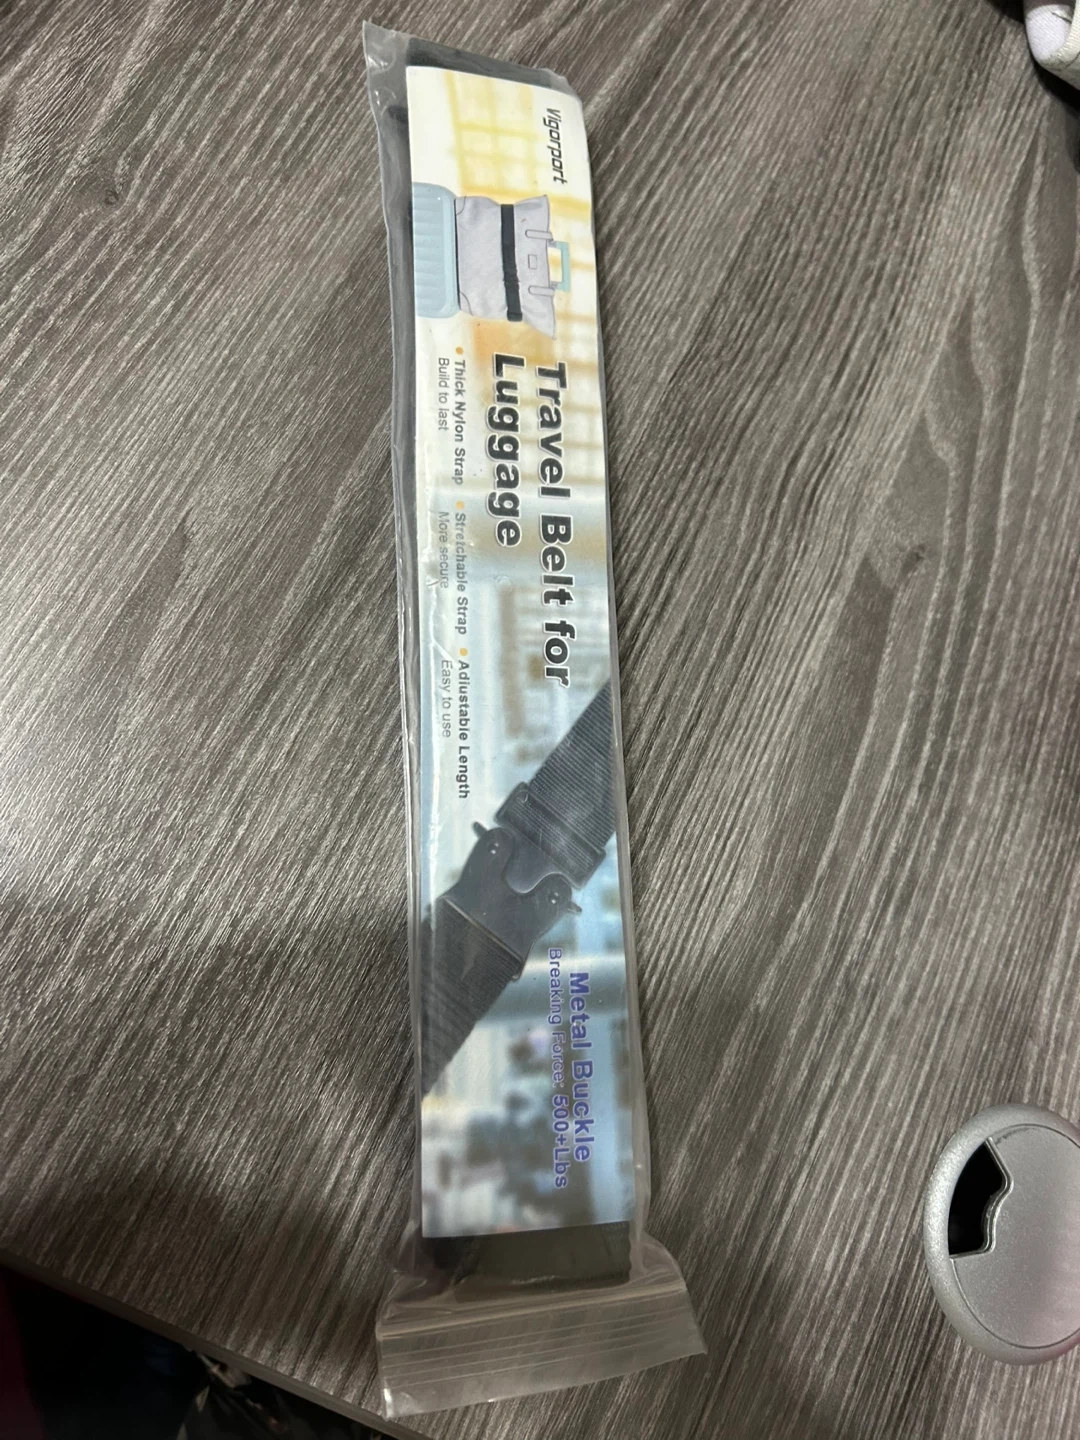 Vigorport
Travel Belt for
Luggage
Thick Nylon Strap
Build to last
Stretchable Strap
More secure
Adjustable Length
Easy to use
Metal Buckle
Breaking Force: 500+Lbs